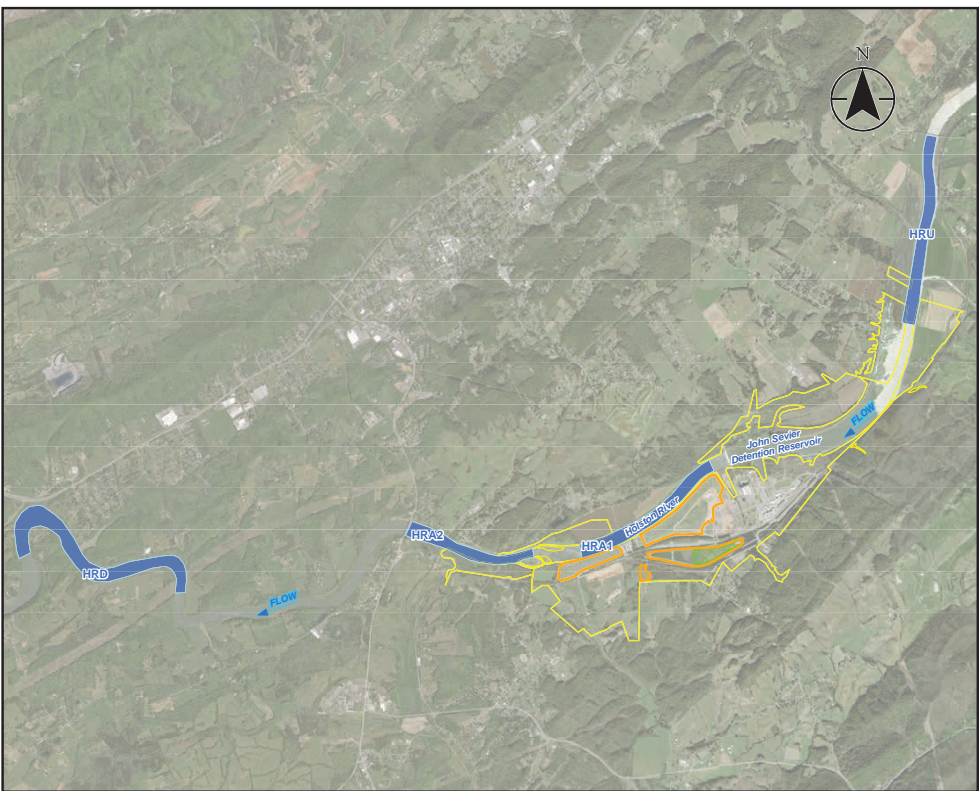 N
HRU
FLOW
John Sevier
Detention Reservoir
Holston River
HRA1
HRA2
HRD
FLOW